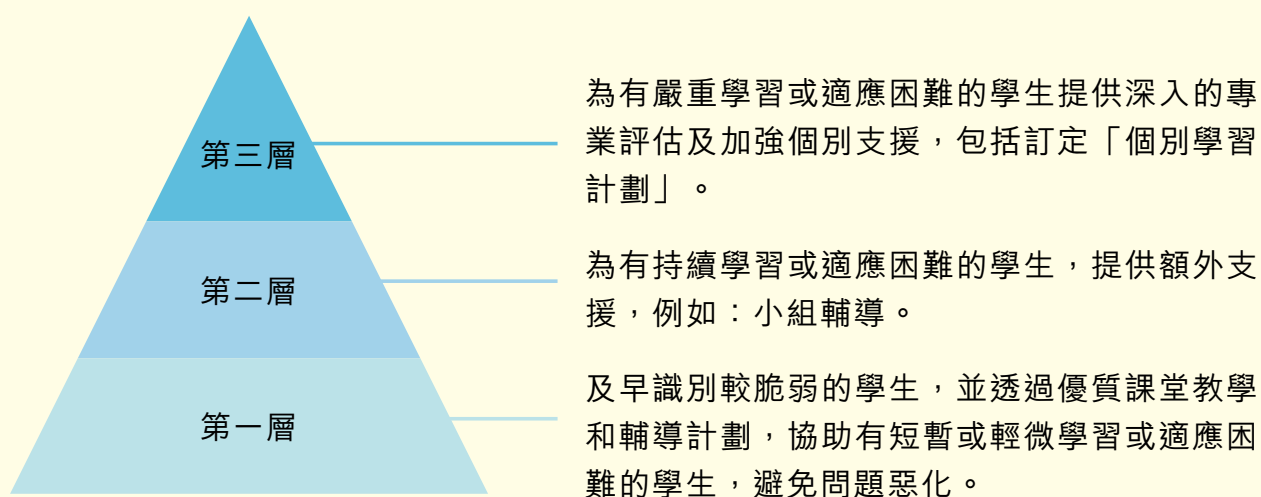 第三層
為有嚴重學習或適應困難的學生提供深入的專
業評估及加強個別支援，包括訂定「個別學習
計劃」。
第二層
為有持續學習或適應困難的學生，提供額外支
援，例如：小組輔導。
第一層
及早識別較脆弱的學生，並透過優質課堂教學
和輔導計劃，協助有短暫或輕微學習或適應困
難的學生，避免問題惡化。